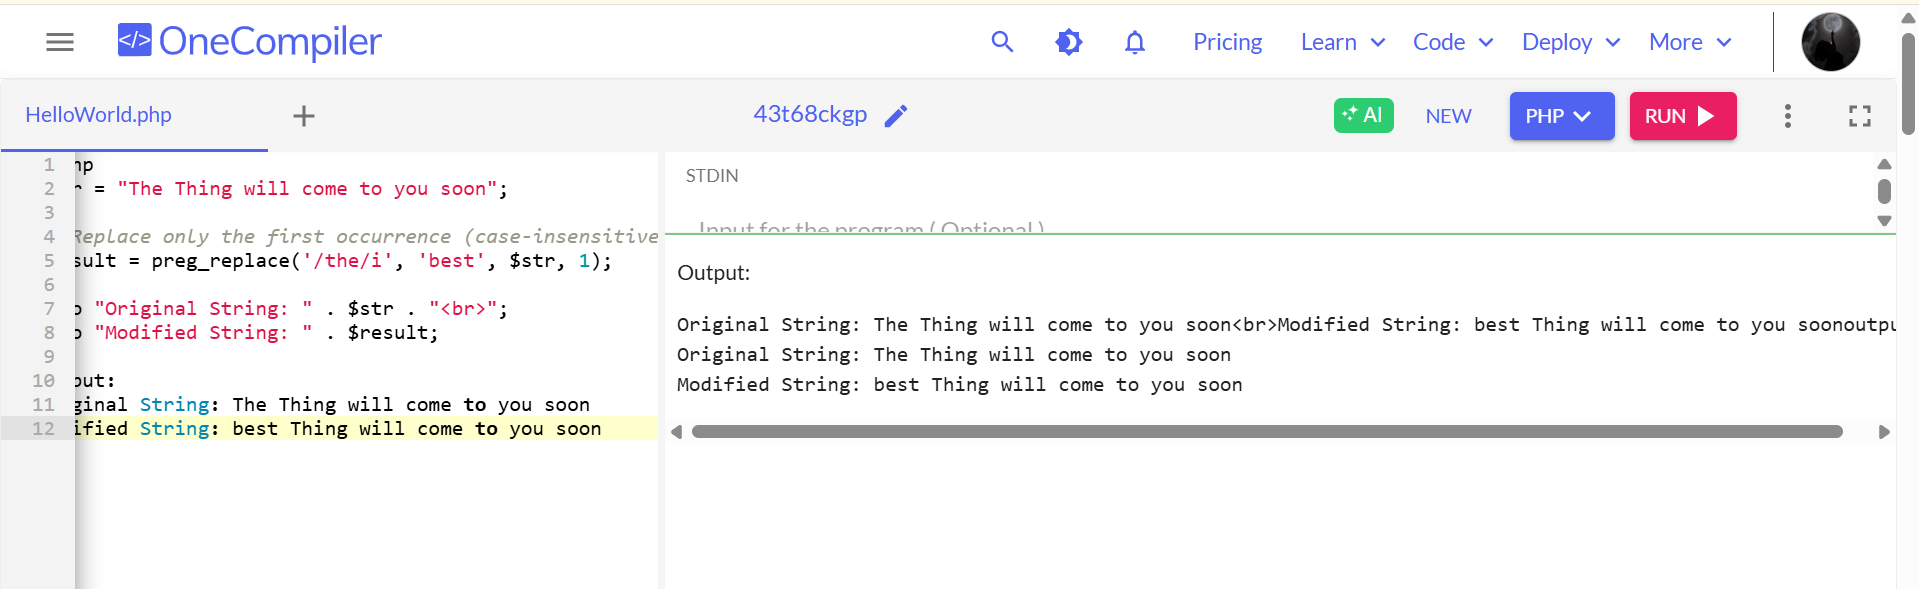 </> OneCompiler
Pricing Learn Code Deploy More
HelloWorld.php
43t68ckgp
AI NEW PHP RUN
1 hp
2 r = "The Thing will come to you soon";
3
4 Replace only the first occurrence (case-insensitive
5 sult = preg_replace('/the/i', 'best', $str, 1);
6
7 o "Original String: " . $str . "<br>";
8 o "Modified String: " . $result;
9
10 put:
11 ginal String: The Thing will come to you soon
12 ified String: best Thing will come to you soon
STDIN
Input for the program ( Optional )
Output:
Original String: The Thing will come to you soon<br>Modified String: best Thing will come to you soonoutpu
Original String: The Thing will come to you soon
Modified String: best Thing will come to you soon